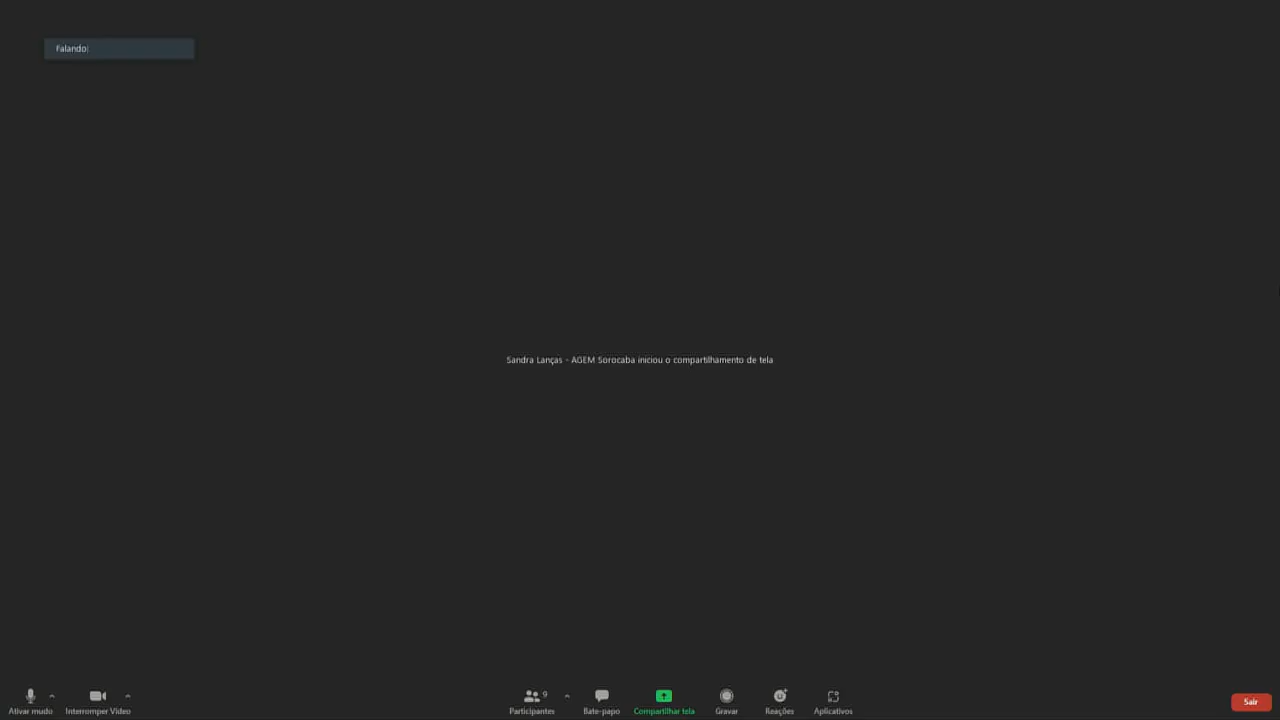 Falando:
Sandra Lanças - AGEM Sorocaba iniciou o compartilhamento de tela
9
Ativar mudo
Interromper Vídeo
Participantes
Bate-papo
Compartilhar tela
Gravar
Reações
Aplicativos
Sair